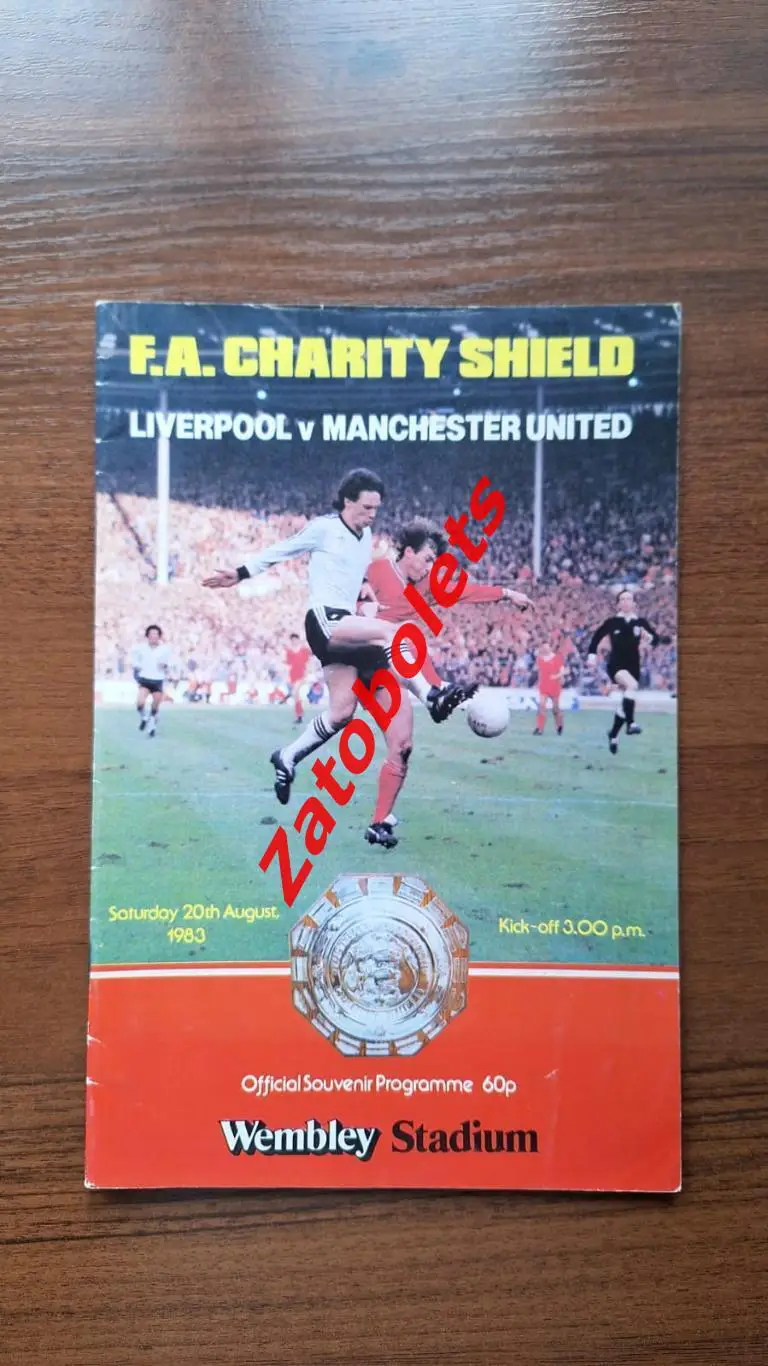 F.A. CHARITY SHIELD
LIVERPOOL v MANCHESTER UNITED
Zatobolets
Saturday 20th August,
1983
Kick-off 3.00 p.m.
Official Souvenir Programme 60p
Wembley Stadium